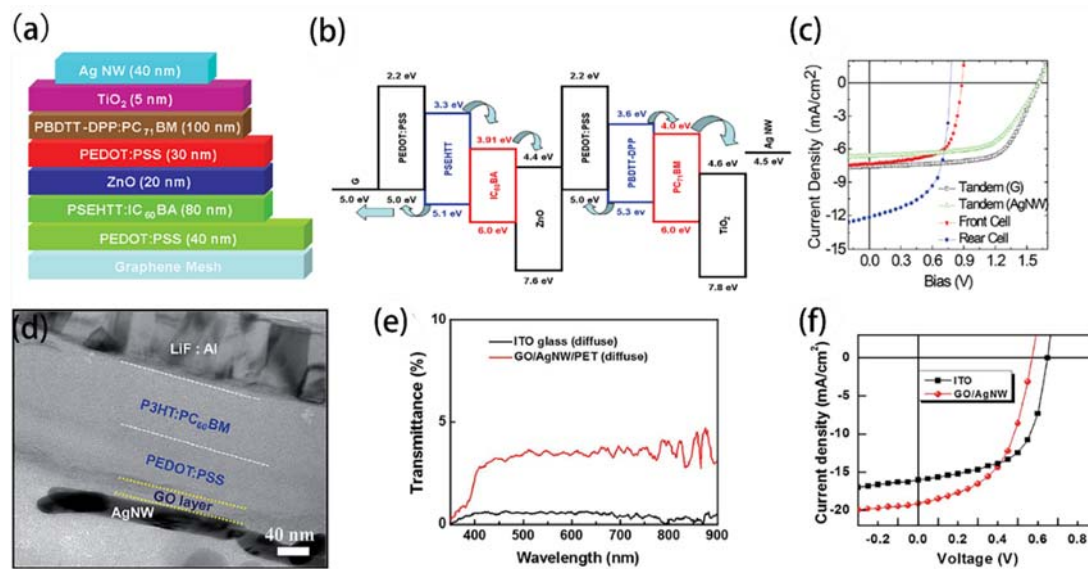 (a)
Ag NW (40 nm)
TiO2 (5 nm)
PBDTT-DPP:PC71BM (100 nm)
PEDOT:PSS (30 nm)
ZnO (20 nm)
PSEHTT:IC60BA (80 nm)
PEDOT:PSS (40 nm)
Graphene Mesh
(b)
G
5.0 eV
2.2 eV
PEDOT:PSS
5.0 eV
3.3 eV
PSEHTT
5.1 eV
3.91 eV
IC60BA
6.0 eV
4.4 eV
ZnO
7.6 eV
2.2 eV
PEDOT:PSS
5.0 eV
3.6 eV
PBDTT-DPP
5.3 ev
4.0 eV
PC71BM
6.0 eV
4.6 eV
TiO2
7.8 eV
Ag NW
4.5 eV
(c)
Current Density (mA/cm2)
0
-3
-6
-9
-12
-15
0.0 0.3 0.6 0.9 1.2 1.5
Bias (V)
Tandem (G)
Tandem (AgNW)
Front Cell
Rear Cell
(d)
LiF : Al
P3HT:PC60BM
PEDOT:PSS
GO layer
AgNW
40 nm
(e)
Transmittance (%)
10
5
0
400 500 600 700 800 900
Wavelength (nm)
ITO glass (diffuse)
GO/AgNW/PET (diffuse)
(f)
Current density (mA/cm2)
0
-5
-10
-15
-20
-0.2 0.0 0.2 0.4 0.6 0.8
Voltage (V)
ITO
GO/AgNW